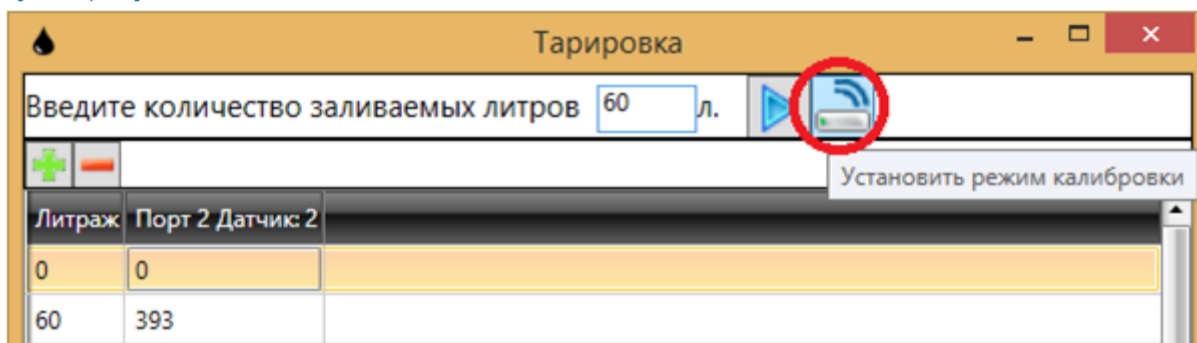 Тарировка
Введите количество заливаемых литров 60 л.
Установить режим калибровки
Литраж Порт 2 Датчик: 2
0 0
60 393